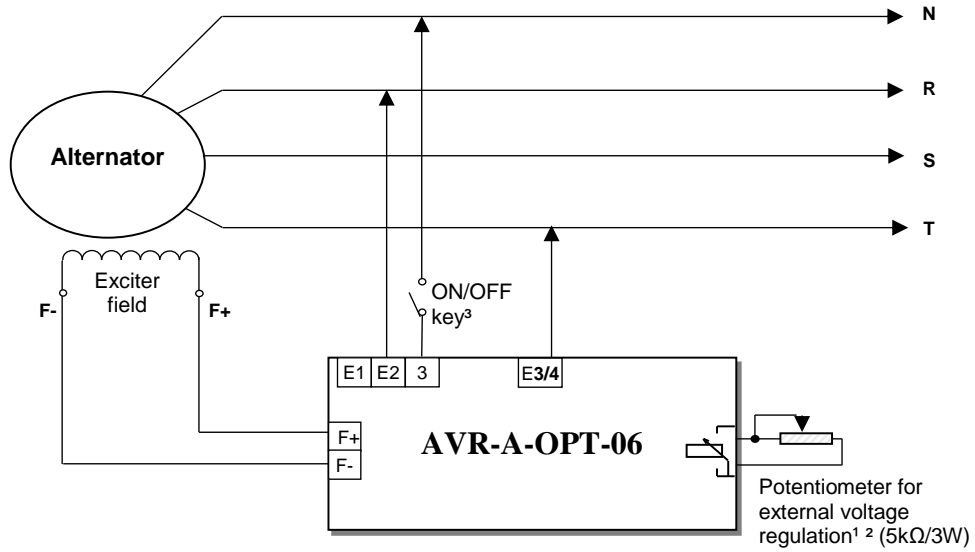 N
R
Alternator
S
T
Exciter
field
F-
F+
ON/OFF
key³
E1 E2 3 E3/4
F+
AVR-A-OPT-06
F-
Potentiometer for
external voltage
regulation¹ ² (5kΩ/3W)